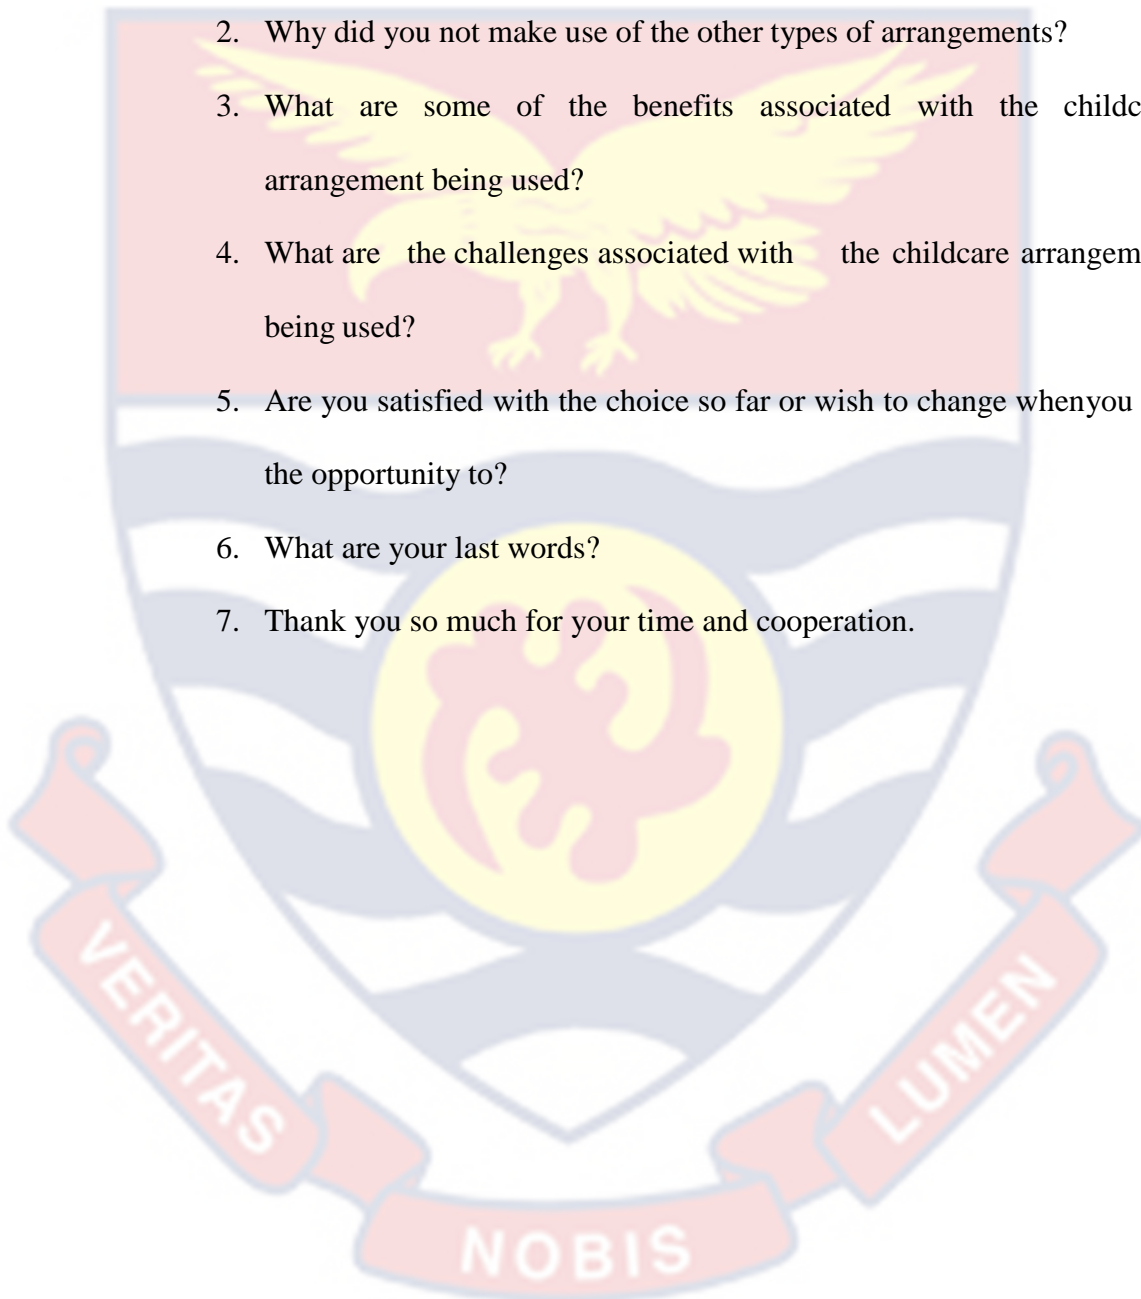 2. Why did you not make use of the other types of arrangements?
3. What are some of the benefits associated with the childc
arrangement being used?
4. What are the challenges associated with the childcare arrangem
being used?
5. Are you satisfied with the choice so far or wish to change whenyou
the opportunity to?
6. What are your last words?
7. Thank you so much for your time and cooperation.
VERITAS
NOBIS
LUMEN